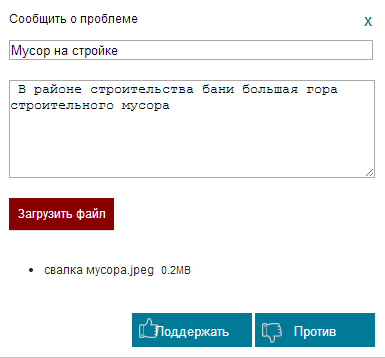 Сообщить о проблеме x
Мусор на стройке
В районе строительства бани большая гора
строительного мусора
Загрузить файл
свалка мусора.jpeg 0.2MB
Поддержать Против